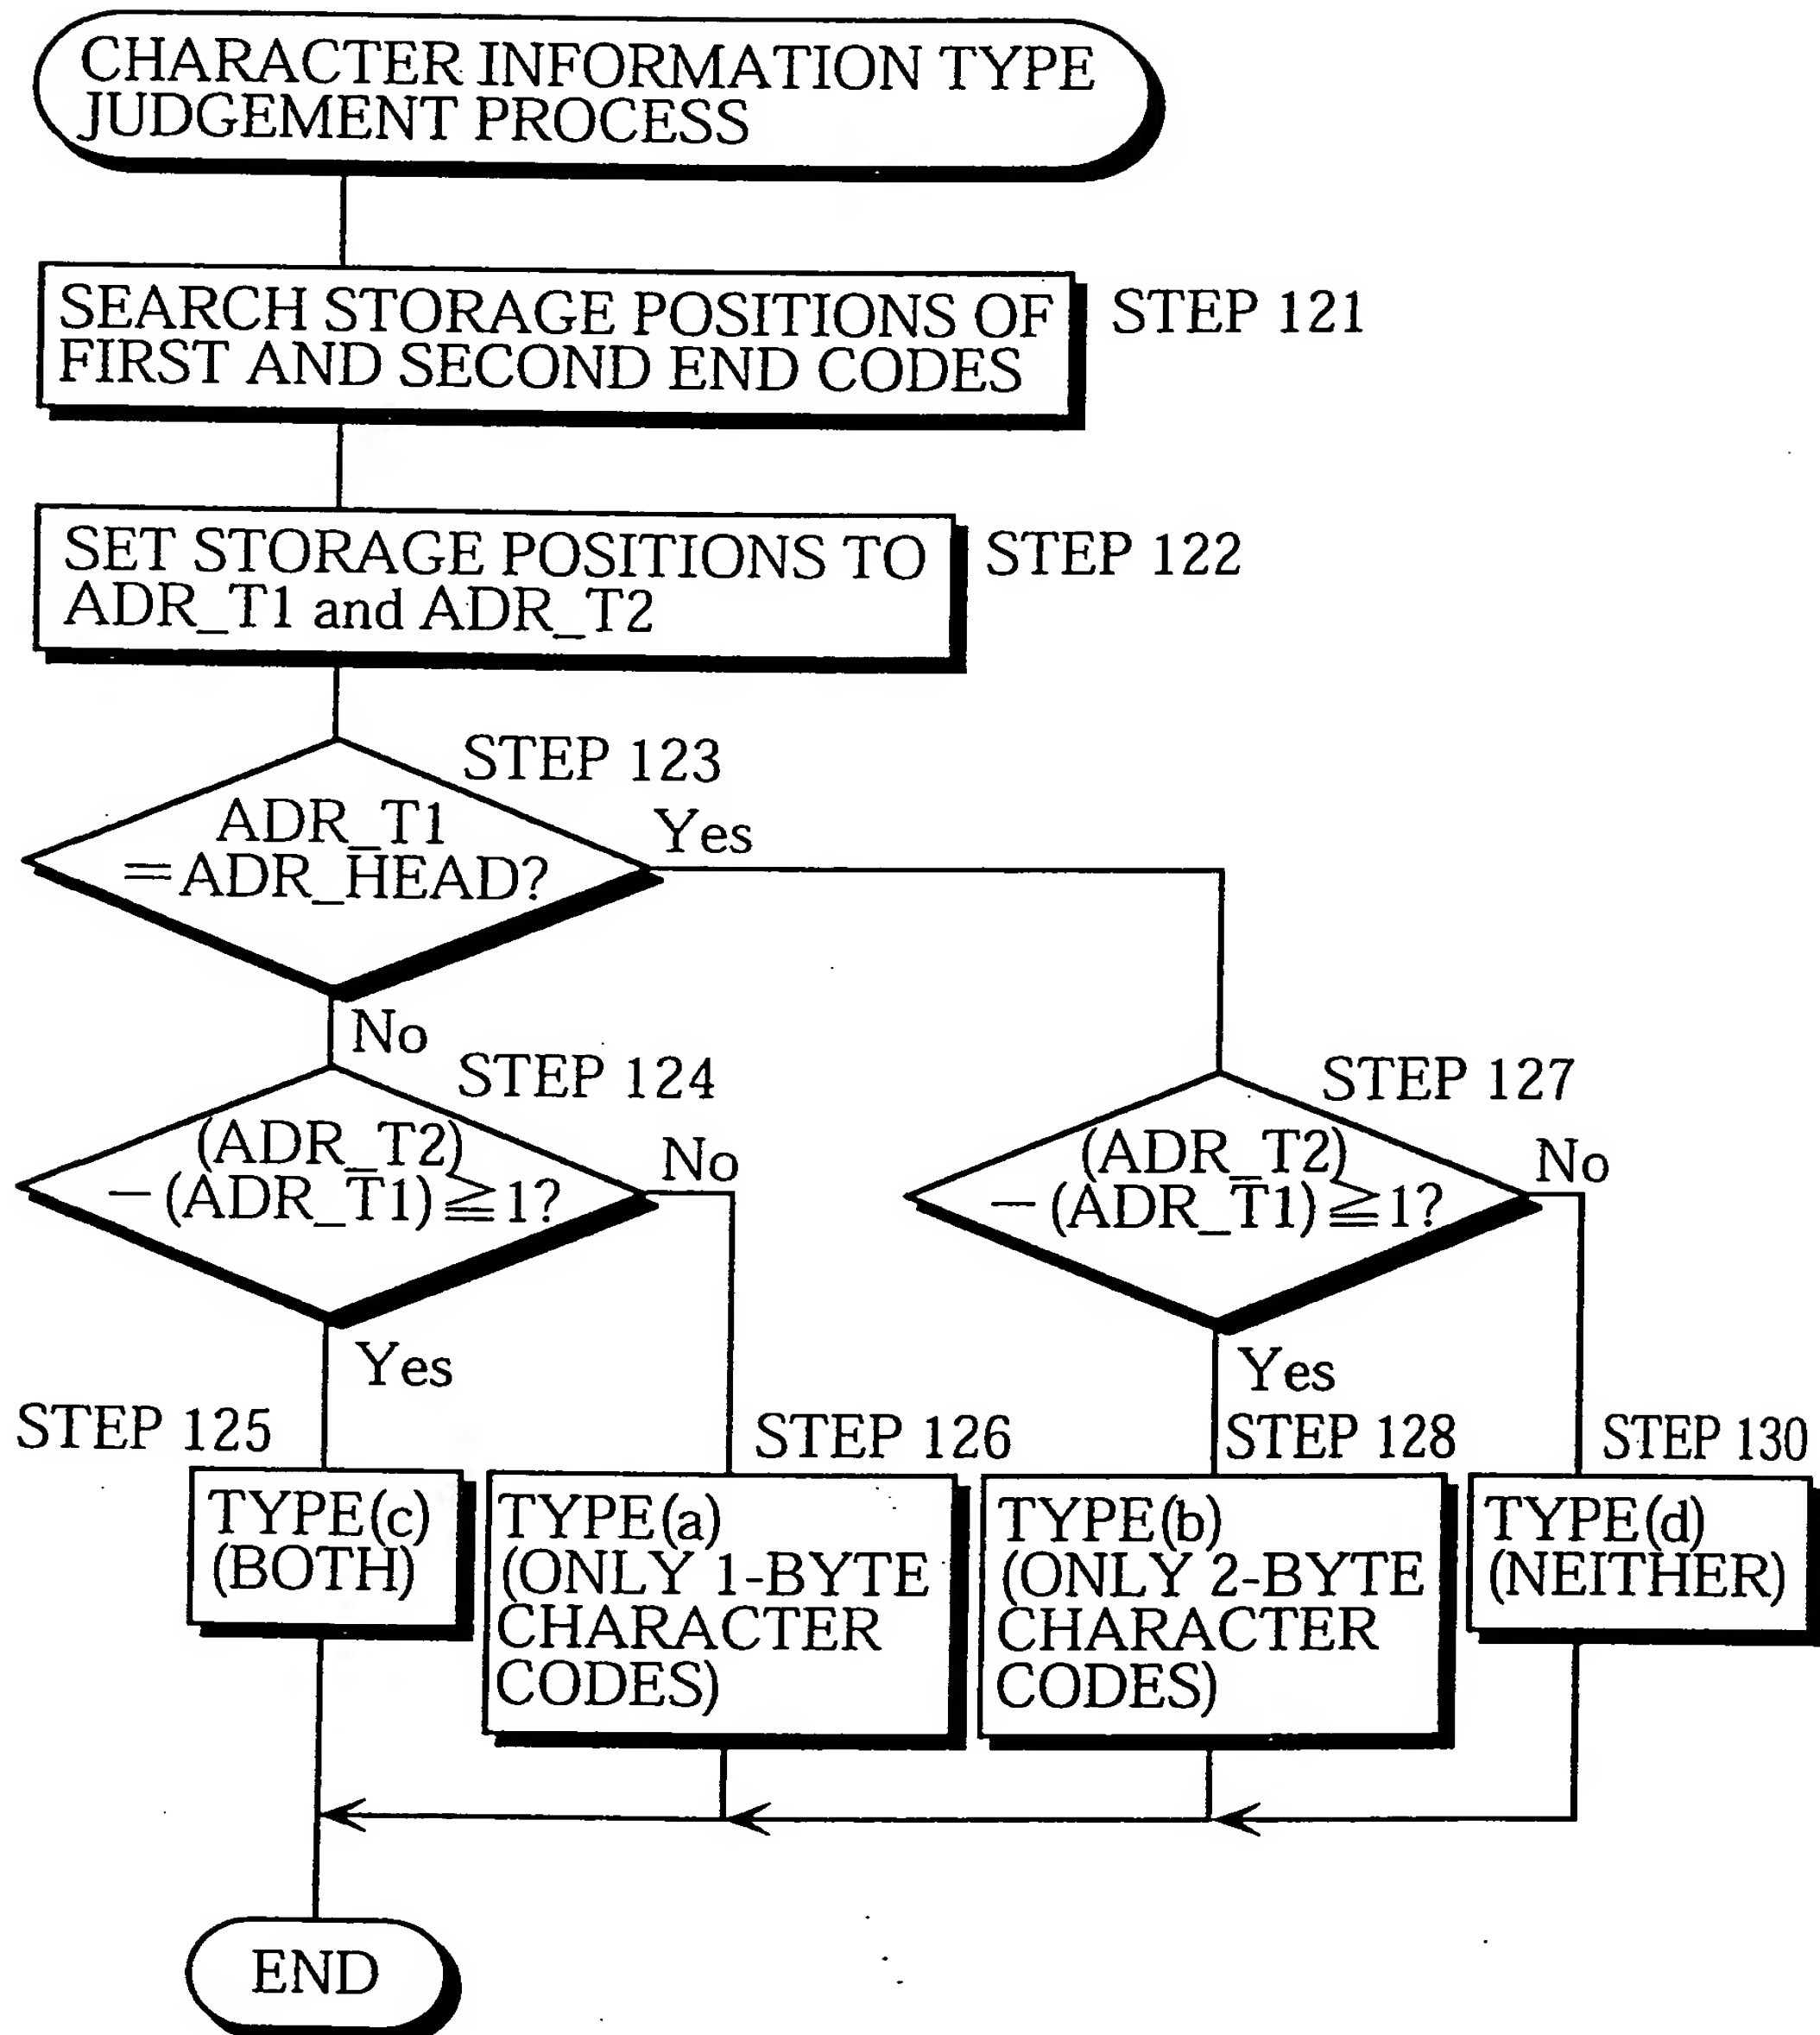 CHARACTER INFORMATION TYPE
JUDGEMENT PROCESS
SEARCH STORAGE POSITIONS OF
FIRST AND SECOND END CODES
STEP 121
SET STORAGE POSITIONS TO
ADR_T1 and ADR_T2
STEP 122
STEP 123
ADR_T1
=ADR_HEAD?
Yes
No
STEP 124
(ADR_T2)
−(ADR_T1)≧1?
No
Yes
STEP 127
(ADR_T2)
−(ADR_T1)≧1?
No
Yes
STEP 125
TYPE(c)
(BOTH)
STEP 126
TYPE(a)
(ONLY 1-BYTE
CHARACTER
CODES)
STEP 128
TYPE(b)
(ONLY 2-BYTE
CHARACTER
CODES)
STEP 130
TYPE(d)
(NEITHER)
END